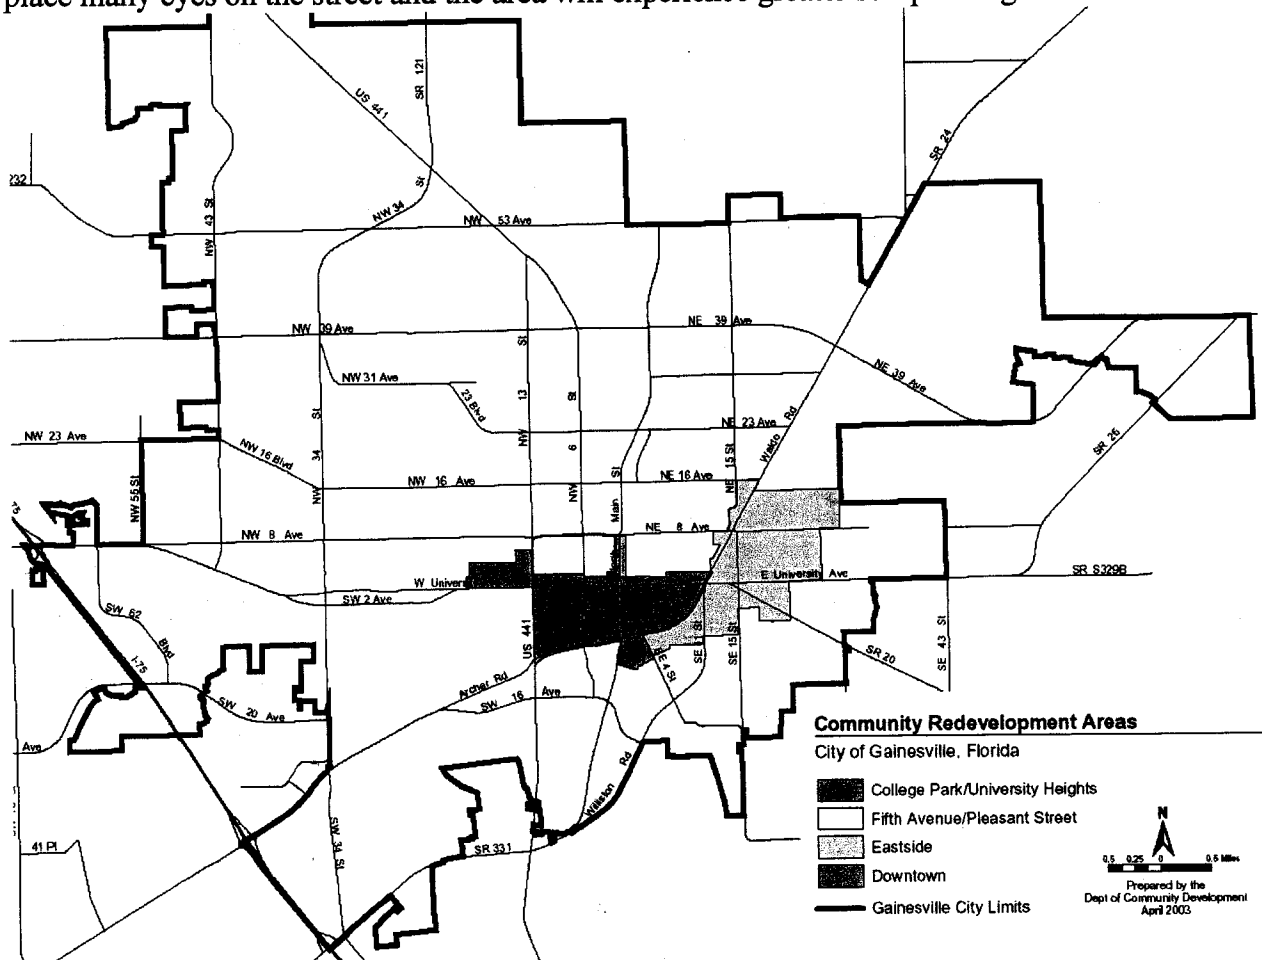 place many eyes on the street and the area will experience greater
US 441
SR 121
SR 24
232
NW 43 St
NW 34 St
NW 53 Ave
NW 39 Ave
NE 39 Ave
NE 39 Ave
NW 31 Ave
23 Blvd
NW 13 St
NW 6 St
NW 34 St
Main St
NE 15 St
Waldo Rd
NE 23 Ave
NW 23 Ave
NW 16 Blvd
NW 16 Ave
NE 16 Ave
SR 26
NW 55 St
75
NW 8 Ave
NE 8 Ave
W Univers
E University Ave
SR S329B
SW 2 Ave
SW 62 Blvd
I-75
US 441
SE 4 St
SE 11 St
SE 15 St
SR 20
SE 43 St
Archer Rd
SW 16 Ave
SW 20 Ave
Ave
Williston Rd
SW 34 St
SR 331
41 Pl
Community Redevelopment Areas
City of Gainesville, Florida
College Park/University Heights
Fifth Avenue/Pleasant Street
Eastside
Downtown
Gainesville City Limits
N
0.5 0.25 0 0.5 Miles
Prepared by the
Dept of Community Development
April 2003